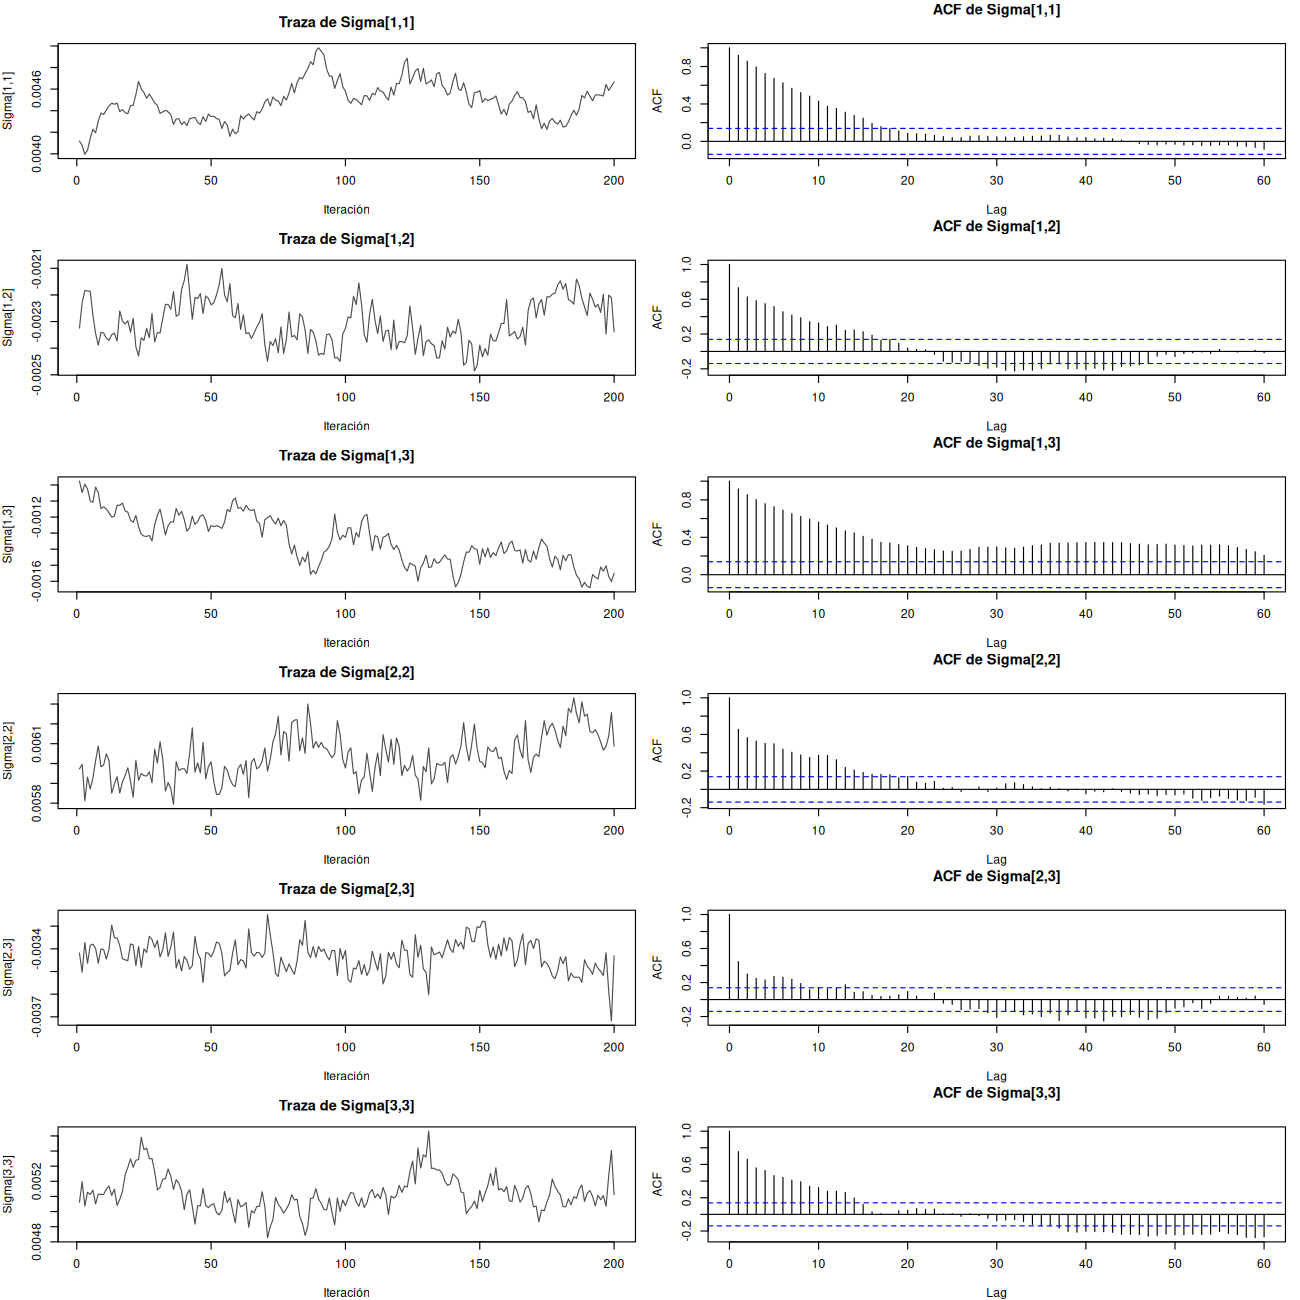 Traza de Sigma[1,1]
Sigma[1,1]
0.0040 0.0046
0 50 100 150 200
Iteración
ACF de Sigma[1,1]
ACF
0.0 0.4 0.8
0 10 20 30 40 50 60
Lag
Traza de Sigma[1,2]
Sigma[1,2]
-0.0025 -0.0023 -0.0021
0 50 100 150 200
Iteración
ACF de Sigma[1,2]
ACF
-0.2 0.2 0.6 1.0
0 10 20 30 40 50 60
Lag
Traza de Sigma[1,3]
Sigma[1,3]
-0.0016 -0.0012
0 50 100 150 200
Iteración
ACF de Sigma[1,3]
ACF
0.0 0.4 0.8
0 10 20 30 40 50 60
Lag
Traza de Sigma[2,2]
Sigma[2,2]
0.0058 0.0061
0 50 100 150 200
Iteración
ACF de Sigma[2,2]
ACF
-0.2 0.2 0.6 1.0
0 10 20 30 40 50 60
Lag
Traza de Sigma[2,3]
Sigma[2,3]
-0.0037 -0.0034
0 50 100 150 200
Iteración
ACF de Sigma[2,3]
ACF
-0.2 0.2 0.6 1.0
0 10 20 30 40 50 60
Lag
Traza de Sigma[3,3]
Sigma[3,3]
0.0048 0.0052
0 50 100 150 200
Iteración
ACF de Sigma[3,3]
ACF
-0.2 0.2 0.6 1.0
0 10 20 30 40 50 60
Lag